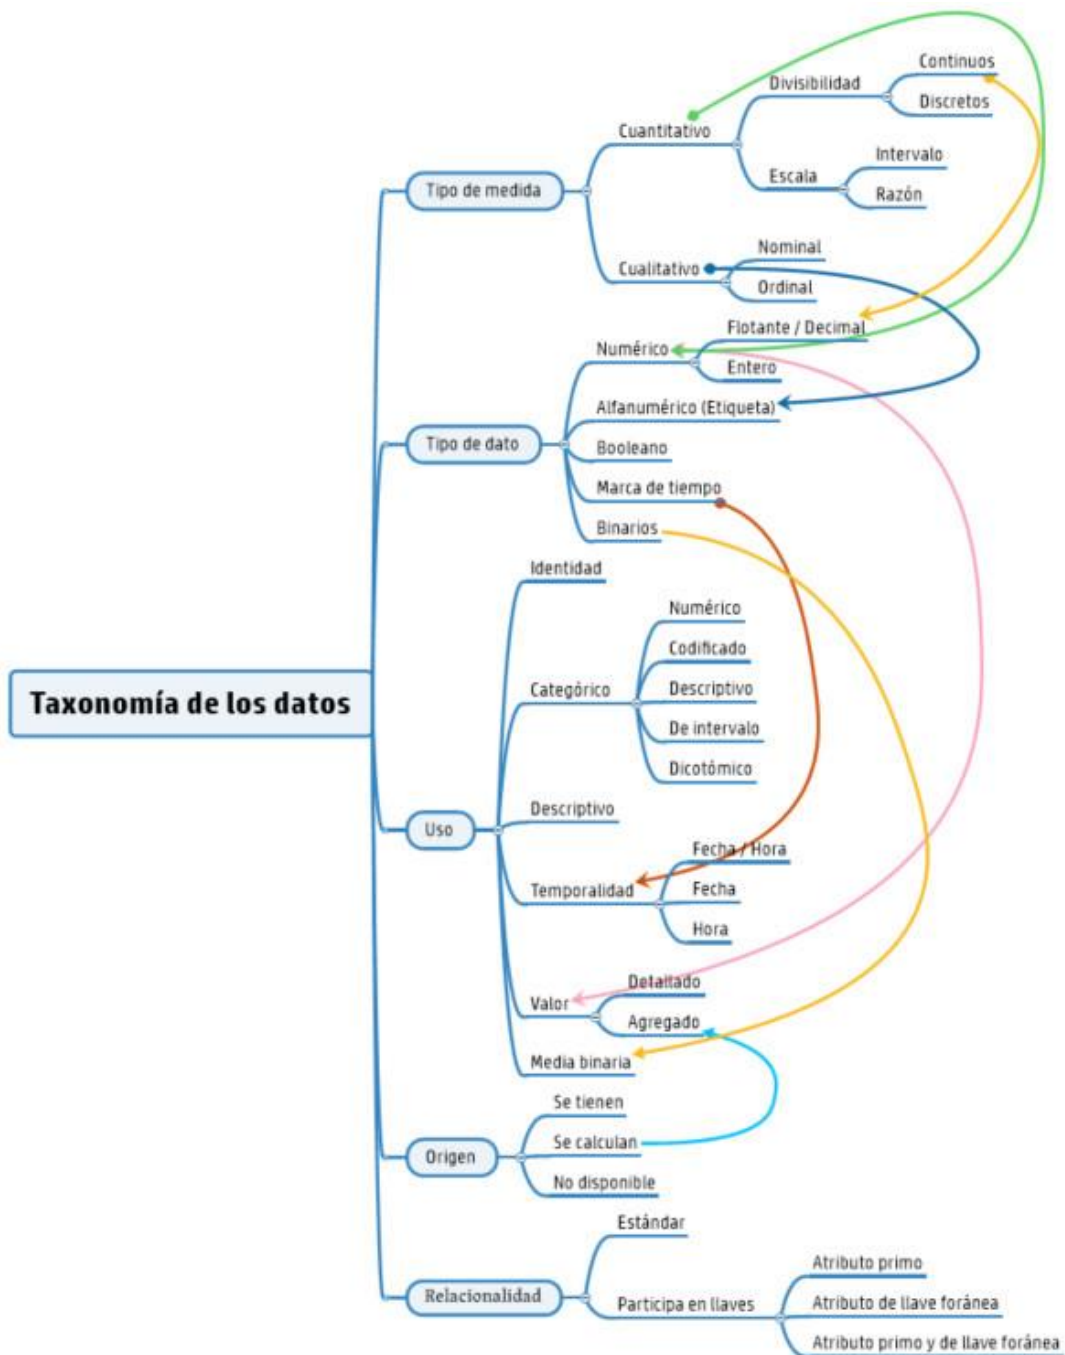 Continuos
Divisibilidad
Discretos
Cuantitativo
Intervalo
Escala
Razón
Tipo de medida
Nominal
Cualitativo
Ordinal
Flotante / Decimal
Numérico
Entero
Alfanumérico (Etiqueta)
Tipo de dato
Booleano
Marca de tiempo
Binarios
Identidad
Numérico
Codificado
Categórico
Descriptivo
De intervalo
Dicotómico
Taxonomía de los datos
Descriptivo
Uso
Fecha / Hora
Temporalidad
Fecha
Hora
Detallado
Valor
Agregado
Media binaria
Se tienen
Origen
Se calculan
No disponible
Estándar
Relacionalidad
Atributo primo
Participa en llaves
Atributo de llave foránea
Atributo primo y de llave foránea